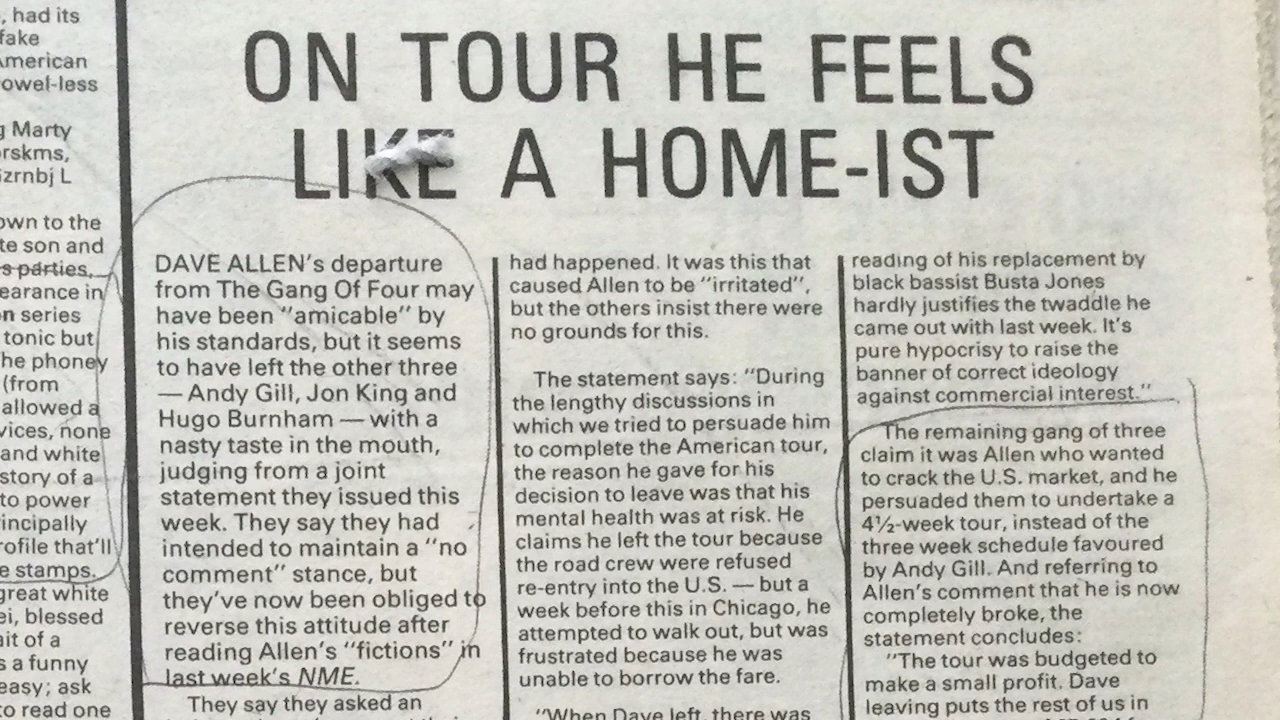 , had its
fake
American
owel-less
g Marty
orskms,
izrnbj L
own to the
te son and
s parties,
earance in
on series
tonic but
he phoney
(from
allowed a
vices, none
and white
story of a
to power
incipally
rofile that'll
e stamps.
great white
ei, blessed
ait of a
s a funny
easy; ask
to read one
ON TOUR HE FEELS
LIKE A HOME-IST
DAVE ALLEN's departure
from The Gang Of Four may
have been "amicable" by
his standards, but it seems
to have left the other three
— Andy Gill, Jon King and
Hugo Burnham — with a
nasty taste in the mouth,
judging from a joint
statement they issued this
week. They say they had
intended to maintain a "no
comment" stance, but
they've now been obliged to
reverse this attitude after
reading Allen's "fictions" in
last week's NME.
They say they asked an
had happened. It was this that
caused Allen to be "irritated",
but the others insist there were
no grounds for this.
The statement says: "During
the lengthy discussions in
which we tried to persuade him
to complete the American tour,
the reason he gave for his
decision to leave was that his
mental health was at risk. He
claims he left the tour because
the road crew were refused
re-entry into the U.S. — but a
week before this in Chicago, he
attempted to walk out, but was
frustrated because he was
unable to borrow the fare.
"When Dave left, there was
reading of his replacement by
black bassist Busta Jones
hardly justifies the twaddle he
came out with last week. It's
pure hypocrisy to raise the
banner of correct ideology
against commercial interest."
The remaining gang of three
claim it was Allen who wanted
to crack the U.S. market, and he
persuaded them to undertake a
4½-week tour, instead of the
three week schedule favoured
by Andy Gill. And referring to
Allen's comment that he is now
completely broke, the
statement concludes:
"The tour was budgeted to
make a small profit. Dave
leaving puts the rest of us in